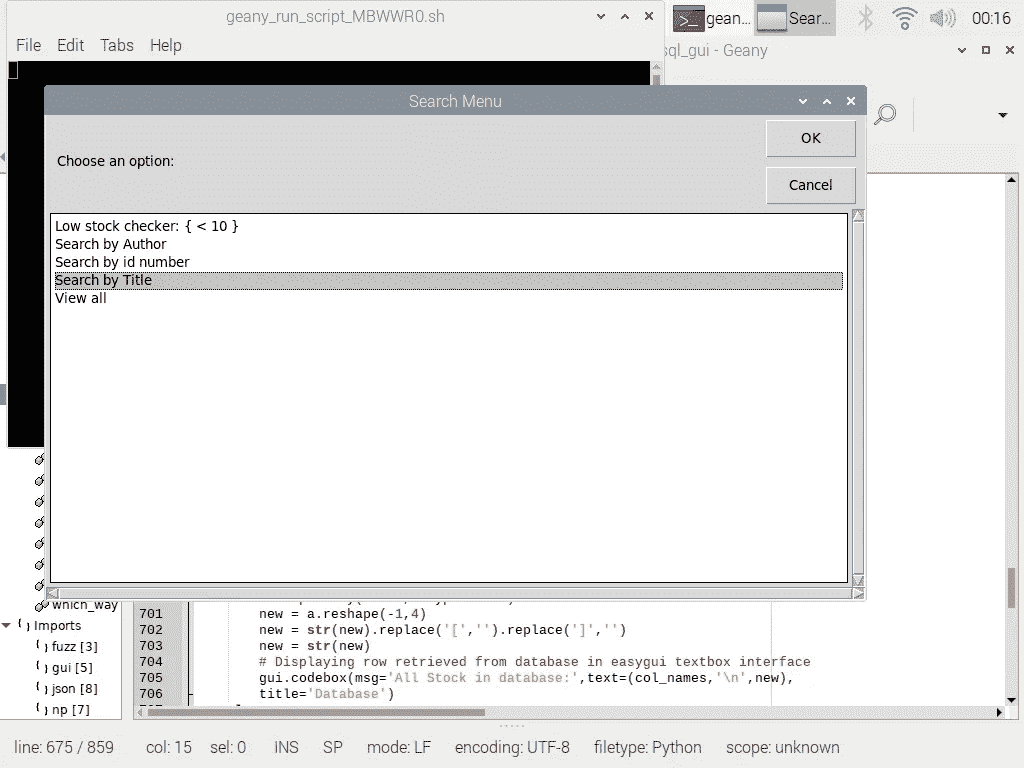 geany_run_script_MBWWR0.sh
gean...
Sear...
00:16
File Edit Tabs Help
sql_gui - Geany
Search Menu
Choose an option:
OK
Cancel
Low stock checker: { < 10 }
Search by Author
Search by id number
Search by Title
View all
which_way
Imports
fuzz [3]
gui [5]
json [8]
np [7]
701 new = a.reshape(-1,4)
702 new = str(new).replace('[','').replace(']','')
703 new = str(new)
704 # Displaying row retrieved from database in easygui textbox interface
705 gui.codebox(msg='All Stock in database:',text=(col_names,'\n',new),
706 title='Database')
line: 675 / 859 col: 15 sel: 0 INS SP mode: LF encoding: UTF-8 filetype: Python scope: unknown